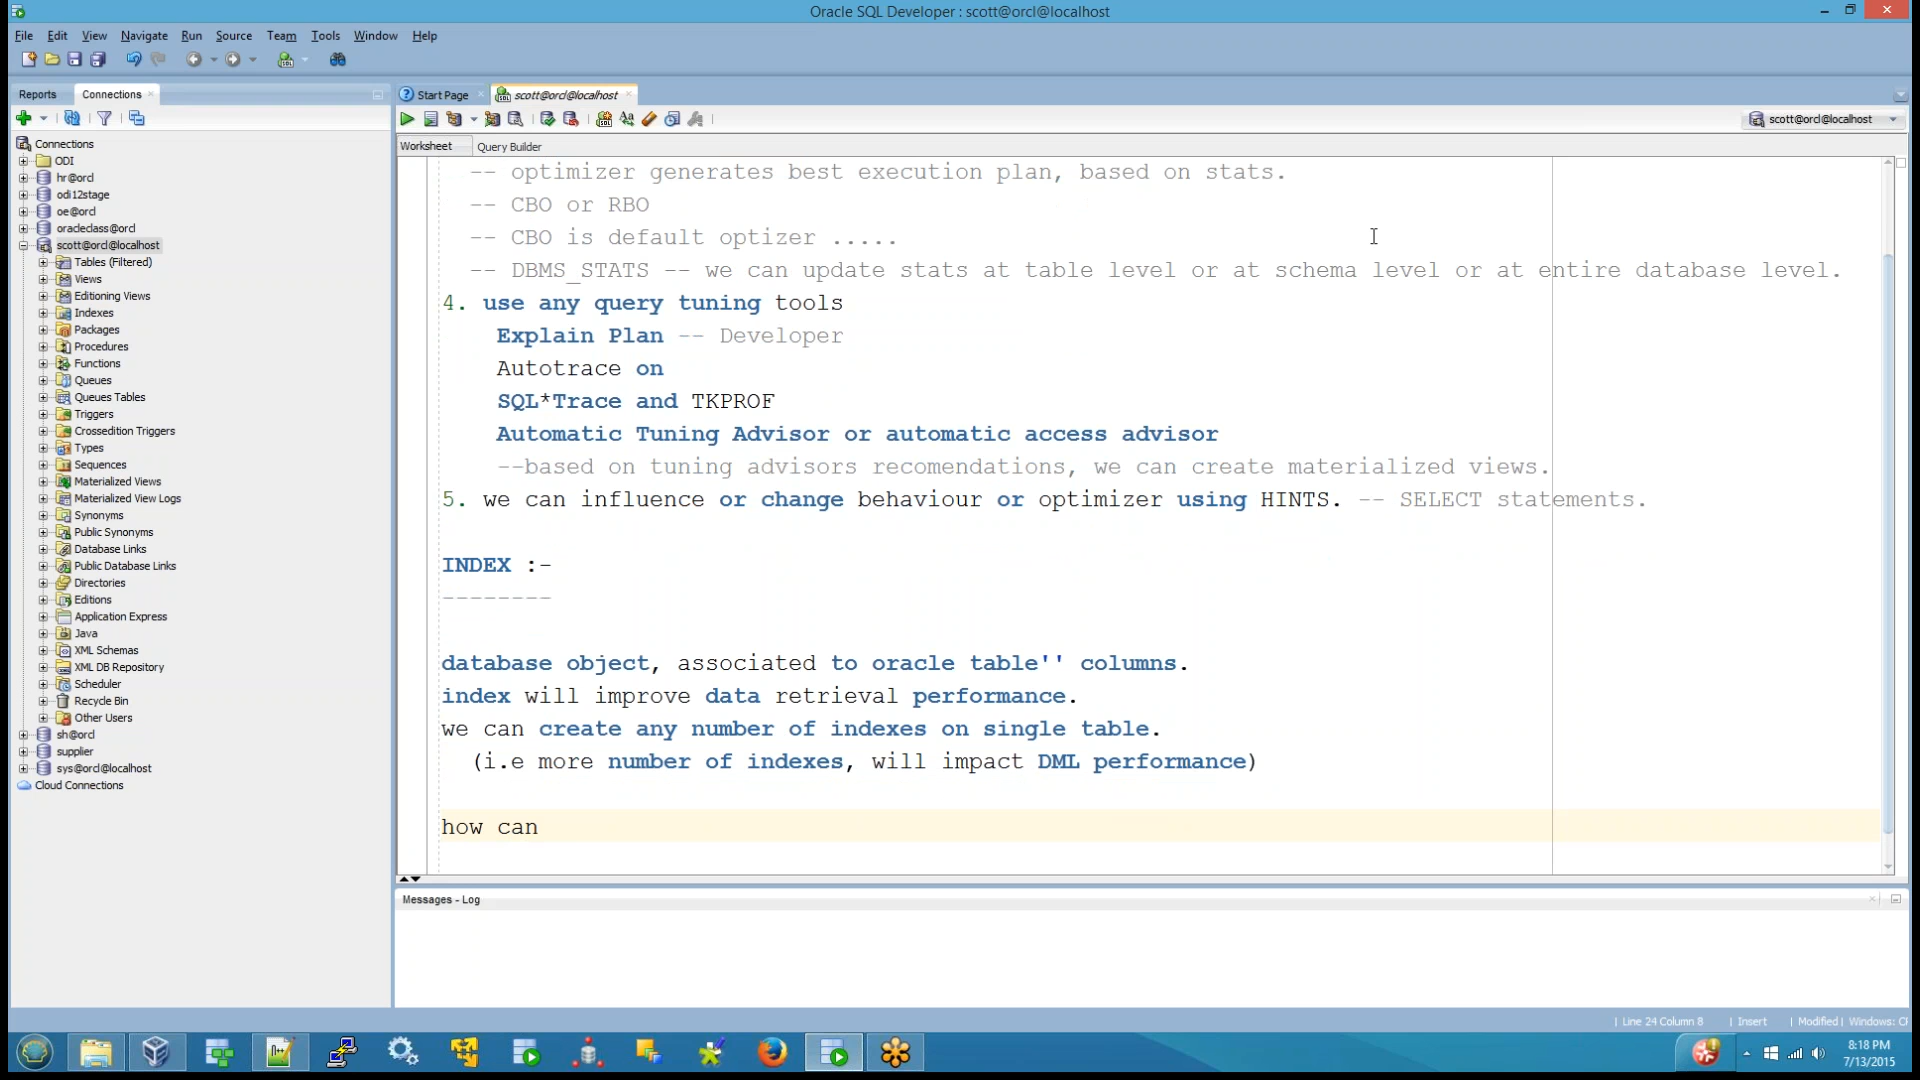 Oracle SQL Developer : scott@orcl@localhost
File Edit View Navigate Run Source Team Tools Window Help
Reports Connections
Start Page scott@orcl@localhost
scott@orcl@localhost
Worksheet Query Builder
Connections
ODI
hr@orcl
odi12stage
oe@orcl
oracleclass@orcl
scott@orcl@localhost
Tables (Filtered)
Views
Editioning Views
Indexes
Packages
Procedures
Functions
Queues
Queues Tables
Triggers
Crossedition Triggers
Types
Sequences
Materialized Views
Materialized View Logs
Synonyms
Public Synonyms
Database Links
Public Database Links
Directories
Editions
Application Express
Java
XML Schemas
XML DB Repository
Scheduler
Recycle Bin
Other Users
sh@orcl
supplier
sys@orcl@localhost
Cloud Connections
-- optimizer generates best execution plan, based on stats.
-- CBO or RBO
-- CBO is default optizer .....
-- DBMS_STATS -- we can update stats at table level or at schema level or at entire database level.
4. use any query tuning tools
Explain Plan -- Developer
Autotrace on
SQL*Trace and TKPROF
Automatic Tuning Advisor or automatic access advisor
--based on tuning advisors recomendations, we can create materialized views.
5. we can influence or change behaviour or optimizer using HINTS. -- SELECT statements.
INDEX :-
--------
database object, associated to oracle table'' columns.
index will improve data retrieval performance.
we can create any number of indexes on single table.
(i.e more number of indexes, will impact DML performance)
how can
Messages - Log
Line 24 Column 8 | Insert | Modified | Windows:
8:18 PM
7/13/2015